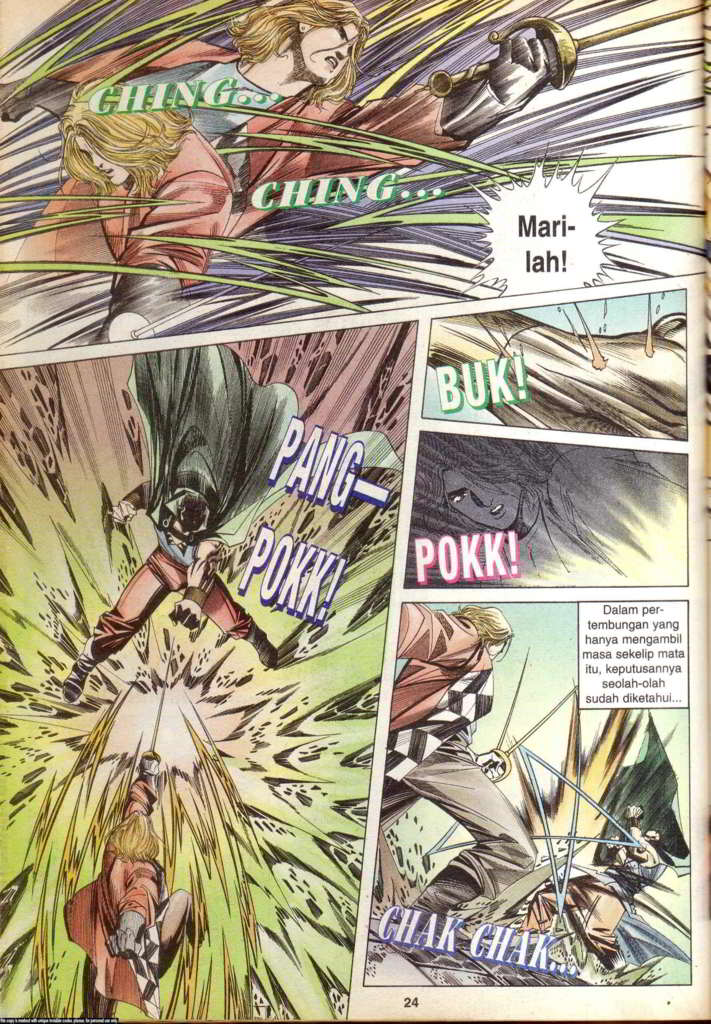 CHING...
CHING...
Mari-
lah!
PANG—
POKK!
BUK!
POKK!
Dalam per-
tembungan yang
hanya mengambil
masa sekelip mata
itu, keputusannya
seolah-olah
sudah diketahui...
CHAK CHAK...
24